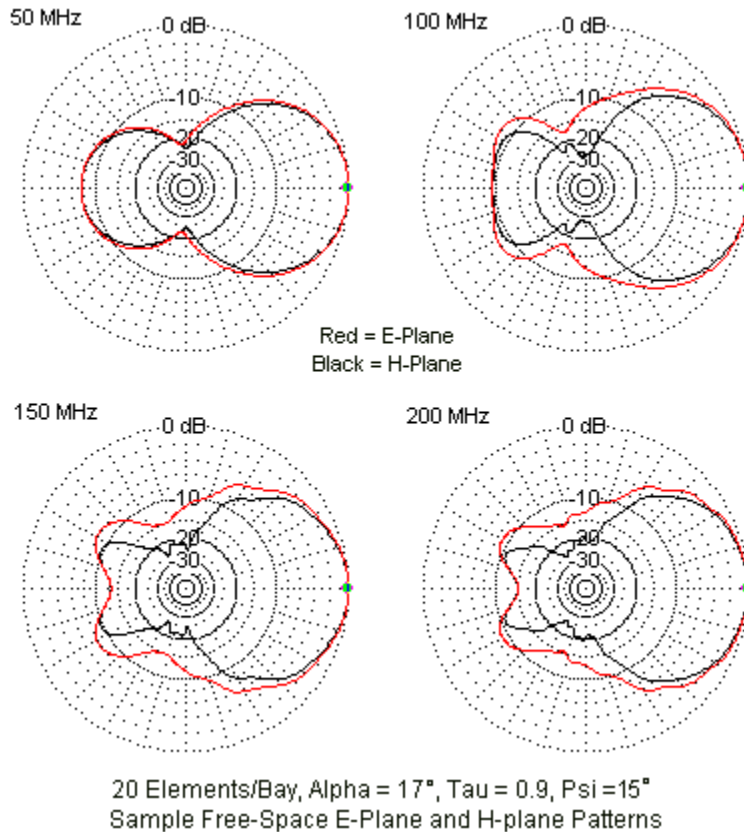 50 MHz
0 dB
-10
20
30
100 MHz
0 dB
-10
20
30
Red = E-Plane
Black = H-Plane
150 MHz
0 dB
-10
20
30
200 MHz
0 dB
-10
20
30
20 Elements/Bay, Alpha = 17°, Tau = 0.9, Psi =15°
Sample Free-Space E-Plane and H-plane Patterns